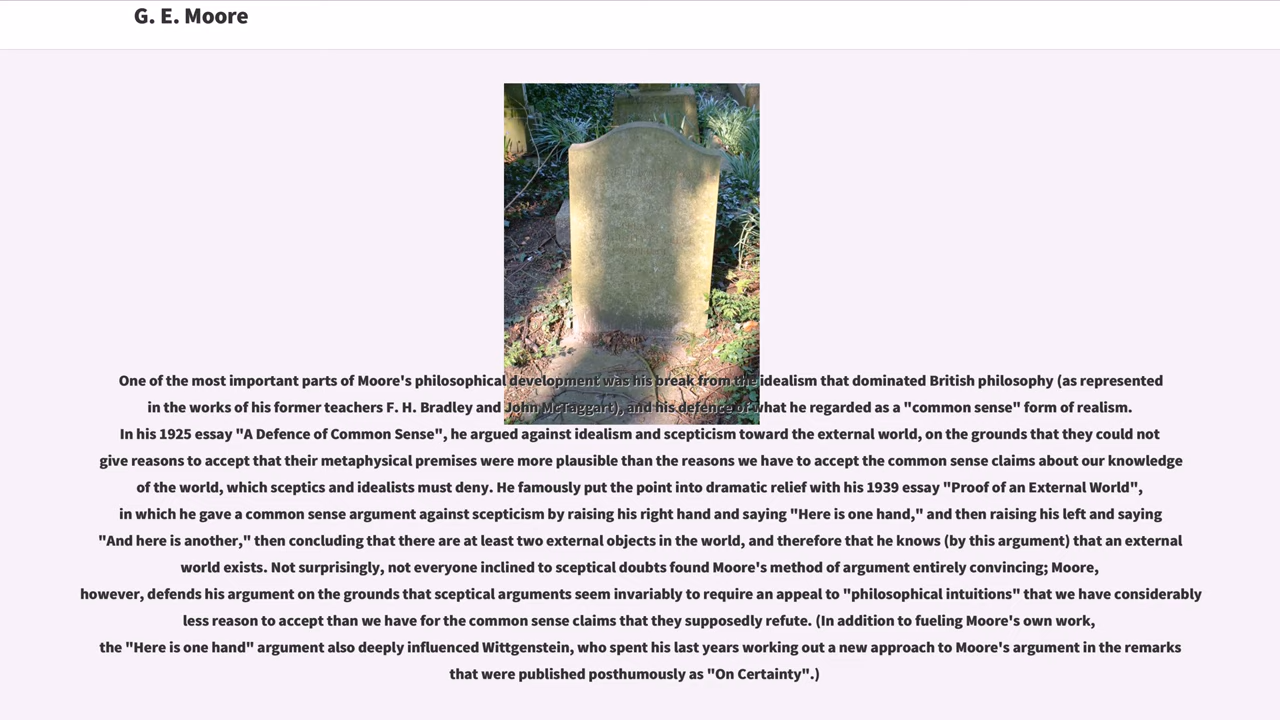 G. E. Moore
One of the most important parts of Moore's philosophical development was his break from the idealism that dominated British philosophy (as represented
in the works of his former teachers F. H. Bradley and John McTaggart), and his defence of what he regarded as a "common sense" form of realism.
In his 1925 essay "A Defence of Common Sense", he argued against idealism and scepticism toward the external world, on the grounds that they could not
give reasons to accept that their metaphysical premises were more plausible than the reasons we have to accept the common sense claims about our knowledge
of the world, which sceptics and idealists must deny. He famously put the point into dramatic relief with his 1939 essay "Proof of an External World",
in which he gave a common sense argument against scepticism by raising his right hand and saying "Here is one hand," and then raising his left and saying
"And here is another," then concluding that there are at least two external objects in the world, and therefore that he knows (by this argument) that an external
world exists. Not surprisingly, not everyone inclined to sceptical doubts found Moore's method of argument entirely convincing; Moore,
however, defends his argument on the grounds that sceptical arguments seem invariably to require an appeal to "philosophical intuitions" that we have considerably
less reason to accept than we have for the common sense claims that they supposedly refute. (In addition to fueling Moore's own work,
the "Here is one hand" argument also deeply influenced Wittgenstein, who spent his last years working out a new approach to Moore's argument in the remarks
that were published posthumously as "On Certainty".)